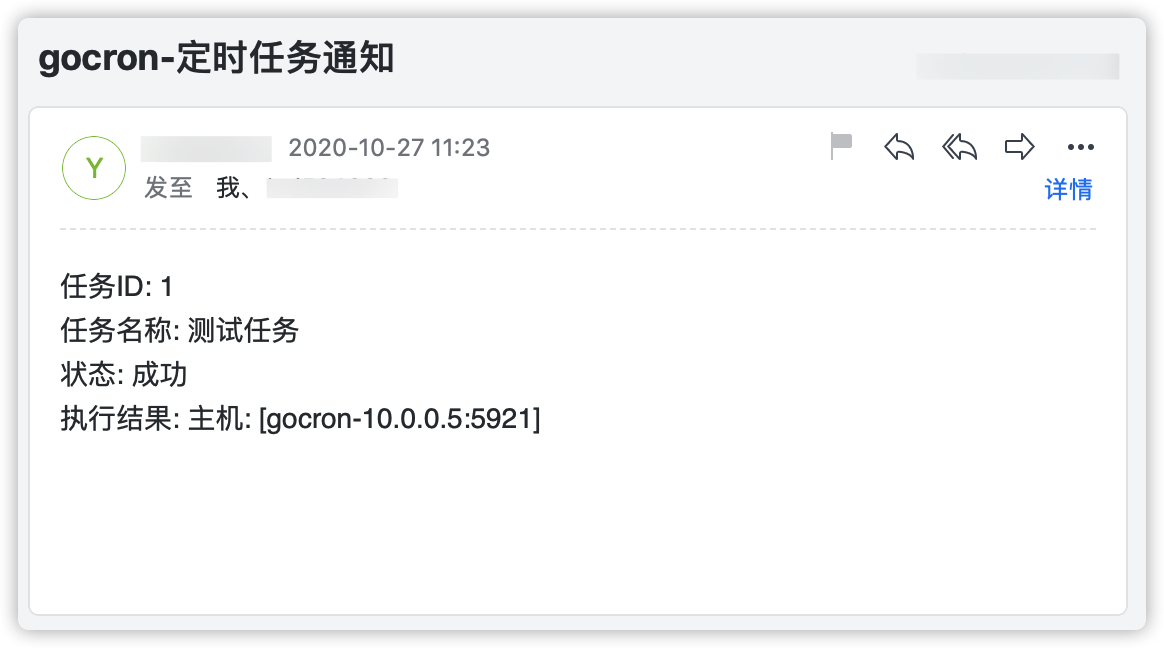 gocron-定时任务通知
Y
2020-10-27 11:23
发至 我、
详情
任务ID: 1
任务名称: 测试任务
状态: 成功
执行结果: 主机: [gocron-10.0.0.5:5921]